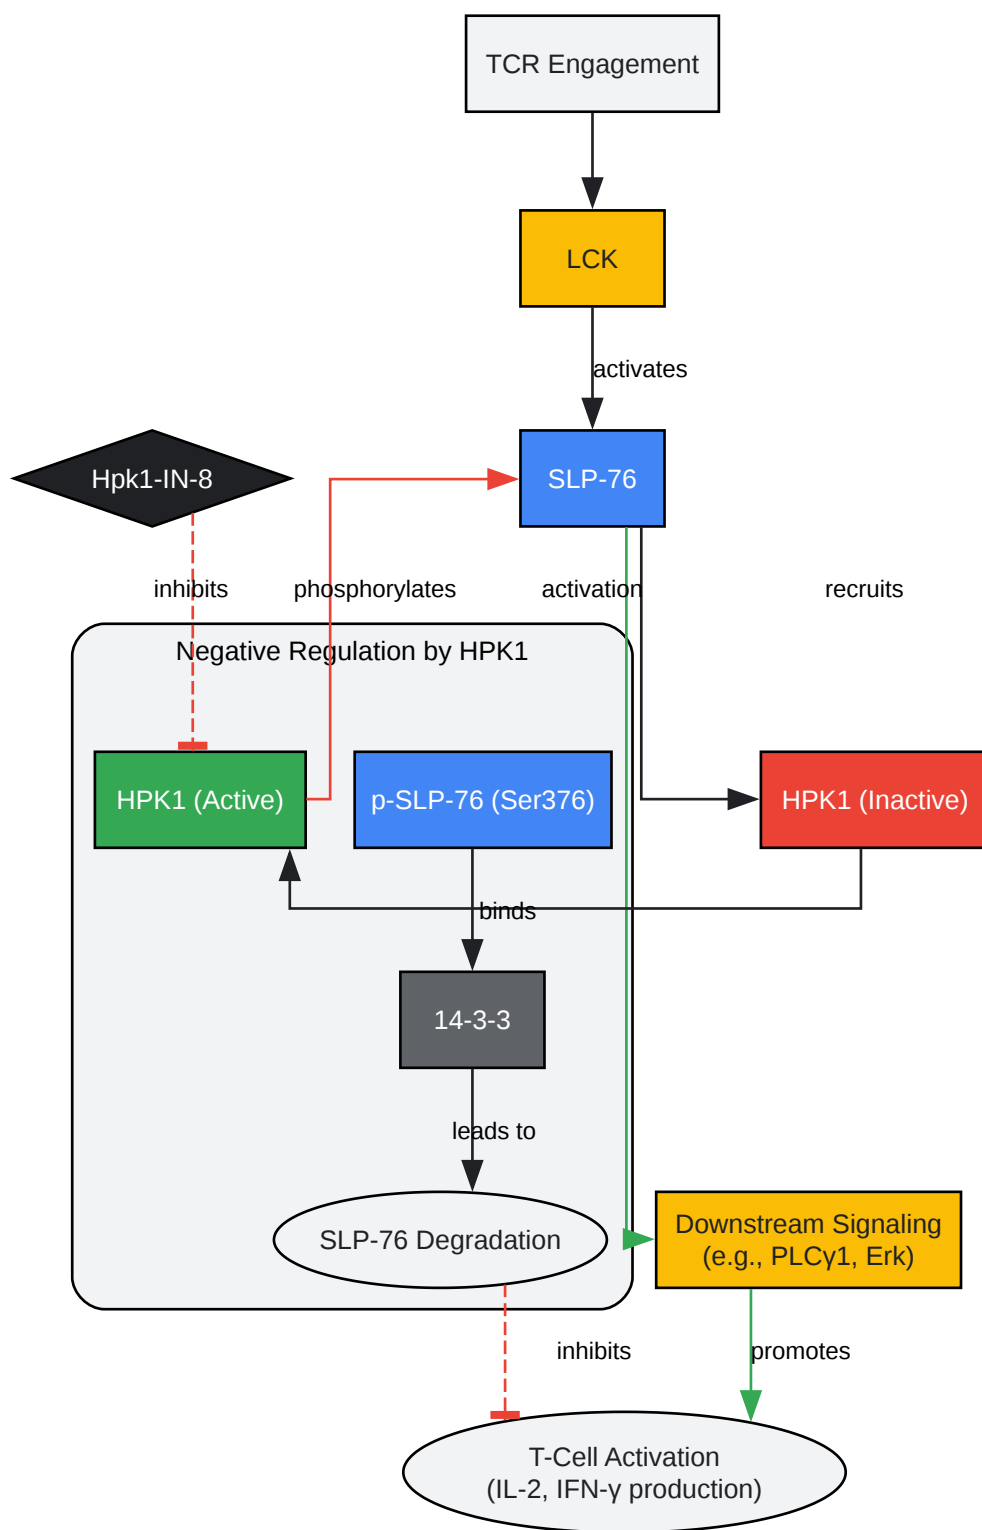 TCR Engagement
LCK
activates
Hpk1-IN-8
SLP-76
inhibits
phosphorylates
activation
recruits
Negative Regulation by HPK1
HPK1 (Active)
p-SLP-76 (Ser376)
HPK1 (Inactive)
binds
14-3-3
leads to
SLP-76 Degradation
Downstream Signaling
(e.g., PLCγ1, Erk)
inhibits
promotes
T-Cell Activation
(IL-2, IFN-γ production)